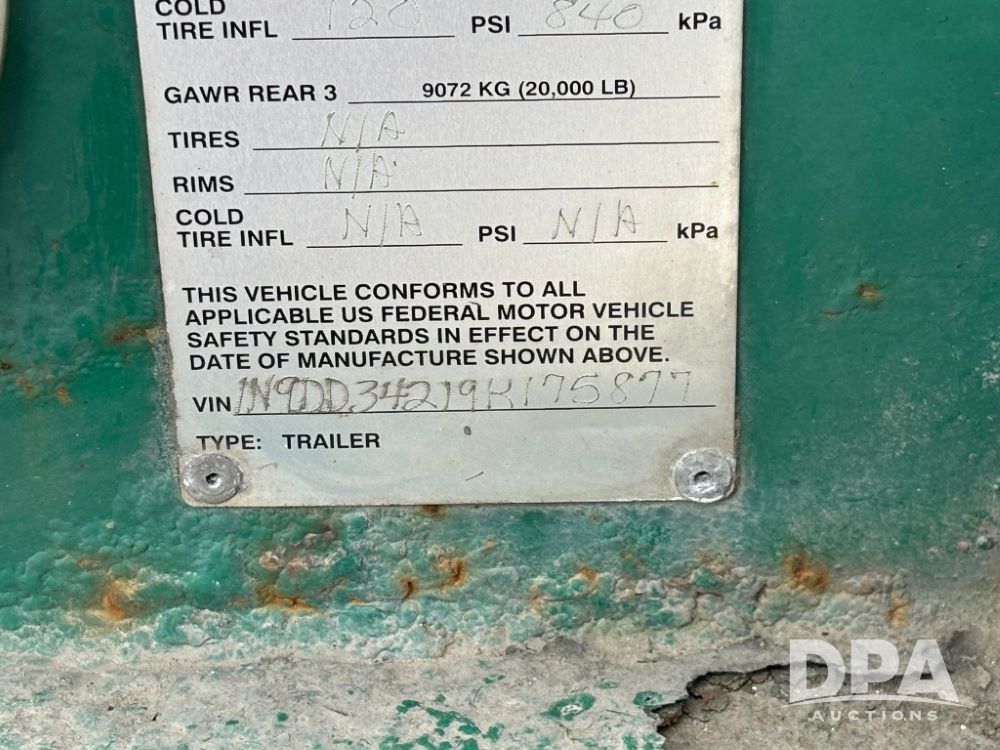 COLD
TIRE INFL 120 PSI 840 kPa
GAWR REAR 3 9072 KG (20,000 LB)
TIRES N/A
RIMS N/A
COLD
TIRE INFL N/A PSI N/A kPa
THIS VEHICLE CONFORMS TO ALL
APPLICABLE US FEDERAL MOTOR VEHICLE
SAFETY STANDARDS IN EFFECT ON THE
DATE OF MANUFACTURE SHOWN ABOVE.
VIN 1N9DD34219K175877
TYPE: TRAILER
DPA
AUCTIONS